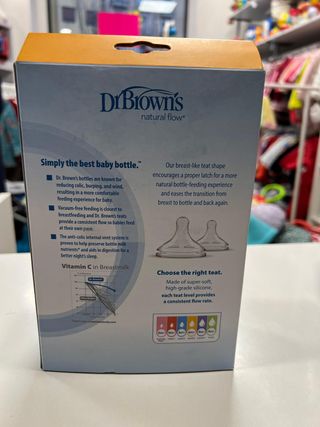 Dr Brown's
natural flow®
Simply the best baby bottle.™
Dr. Brown's bottles are known for
reducing colic, burping, and wind,
resulting in a more comfortable
feeding experience for baby.
Vacuum-free feeding is closest to
breastfeeding and Dr. Brown's teats
provide a consistent flow so babies feed
at their own pace.
The anti-colic internal vent system is
proven to help preserve bottle milk
nutrients* and aids in digestion for a
better night's sleep.
Vitamin C in Breastmilk
Our breast-like teat shape
encourages a proper latch for a more
natural bottle-feeding experience
and eases the transition from
breast to bottle and back again.
Choose the right teat.
Made of super-soft,
high-grade silicone,
each teat level provides
a consistent flow rate.